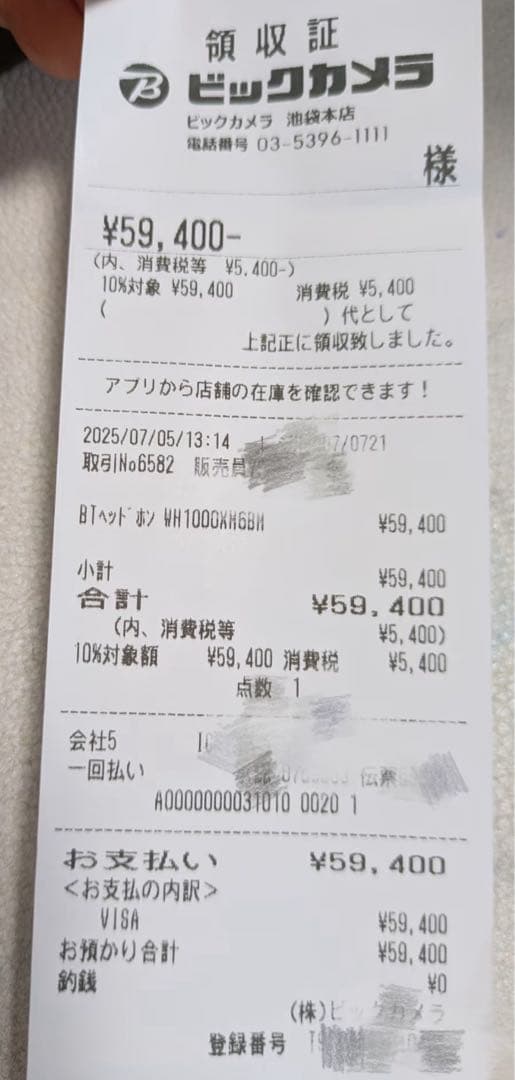 領収証
ビックカメラ
ビックカメラ 池袋本店
電話番号 03-5396-1111
様
¥59,400-
(内、消費税等 ¥5,400-)
10%対象 ¥59,400 消費税 ¥5,400
( )代として
上記正に領収致しました。
アプリから店舗の在庫を確認できます!
2025/07/05/13:14 7/0721
取引No6582 販売員
BTヘッドホン WH1000XM6BM ¥59,400
小計 ¥59,400
合計 ¥59,400
(内、消費税等 ¥5,400)
10%対象額 ¥59,400 消費税 ¥5,400
点数 1
会社5
一回払い 伝票
A0000000031010 0020 1
お支払い ¥59,400
<お支払の内訳>
VISA ¥59,400
お預かり合計 ¥59,400
釣銭 ¥0
(株)ビックカメラ
登録番号